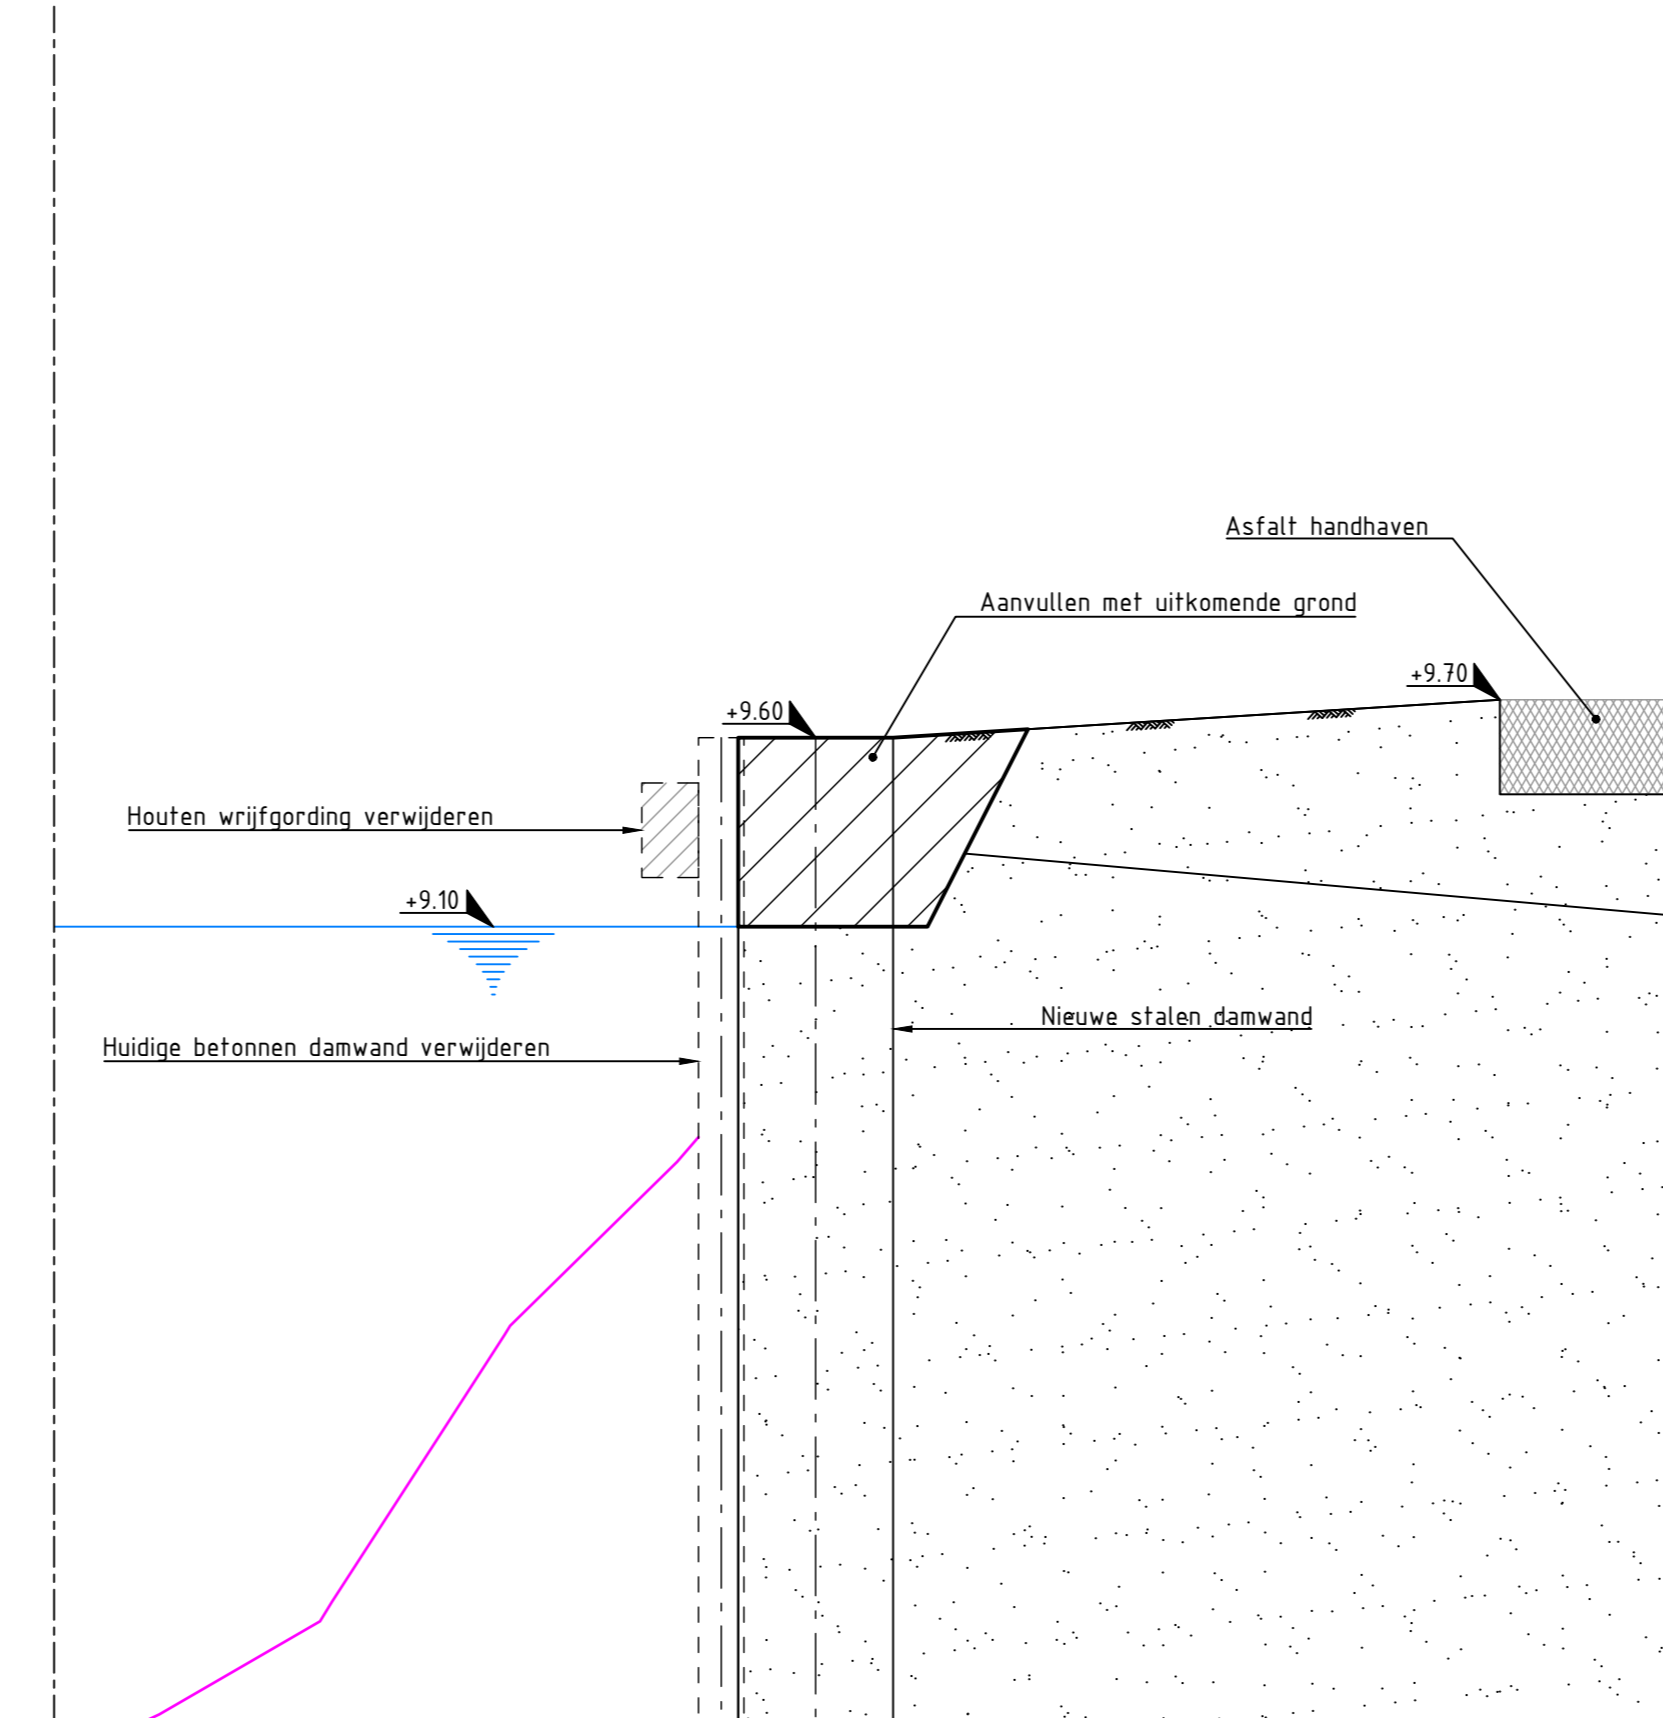 Asfalt handhaven
Aanvullen met uitkomende grond
+9.70
+9.60
Houten wrijfgording verwijderen
+9.10
Nieuwe stalen damwand
Huidige betonnen damwand verwijderen